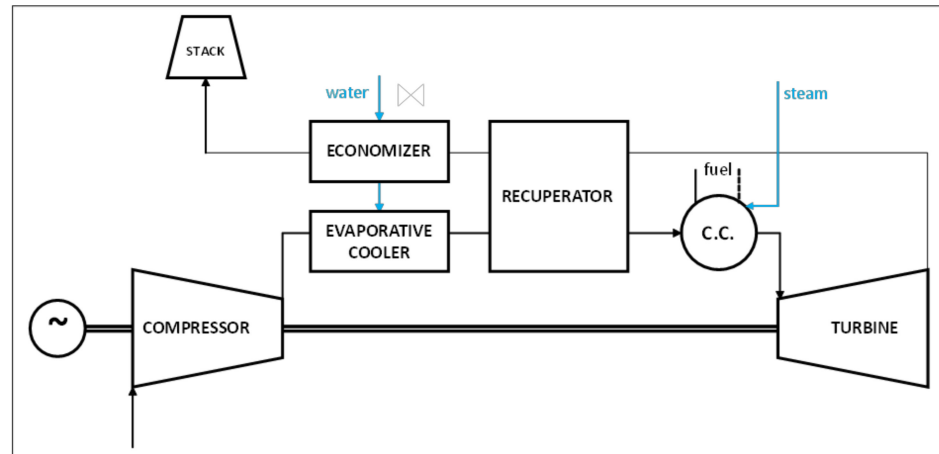 STACK
water
steam
ECONOMIZER
fuel
RECUPERATOR
EVAPORATIVE
COOLER
C.C.
~
COMPRESSOR
TURBINE